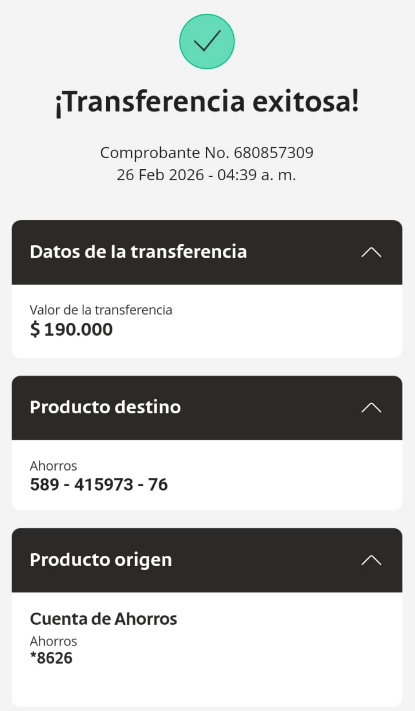 ¡Transferencia exitosa!
Comprobante No. 680857309
26 Feb 2026 - 04:39 a. m.
Datos de la transferencia
Valor de la transferencia
$ 190.000
Producto destino
Ahorros
589 - 415973 - 76
Producto origen
Cuenta de Ahorros
Ahorros
*8626